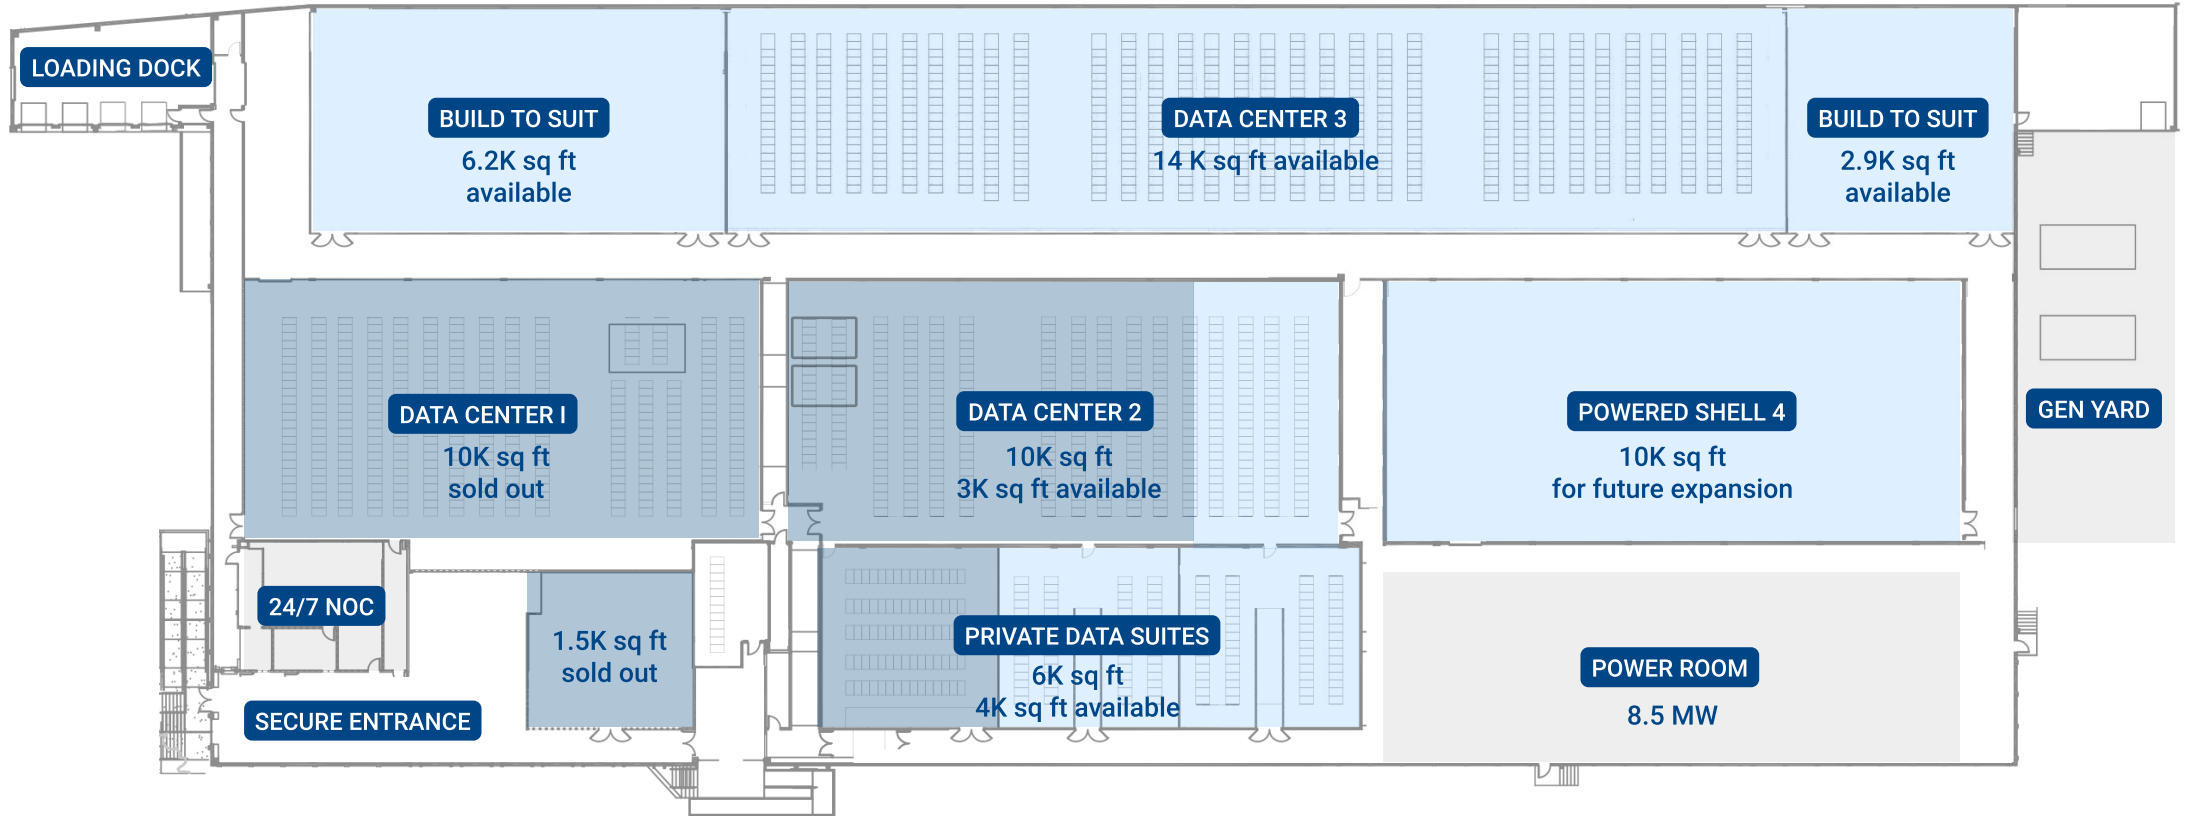 LOADING DOCK
BUILD TO SUIT
6.2K sq ft
available
DATA CENTER 3
14 K sq ft available
BUILD TO SUIT
2.9K sq ft
available
DATA CENTER I
10K sq ft
sold out
DATA CENTER 2
10K sq ft
3K sq ft available
POWERED SHELL 4
10K sq ft
for future expansion
GEN YARD
24/7 NOC
1.5K sq ft
sold out
SECURE ENTRANCE
PRIVATE DATA SUITES
6K sq ft
4K sq ft available
POWER ROOM
8.5 MW